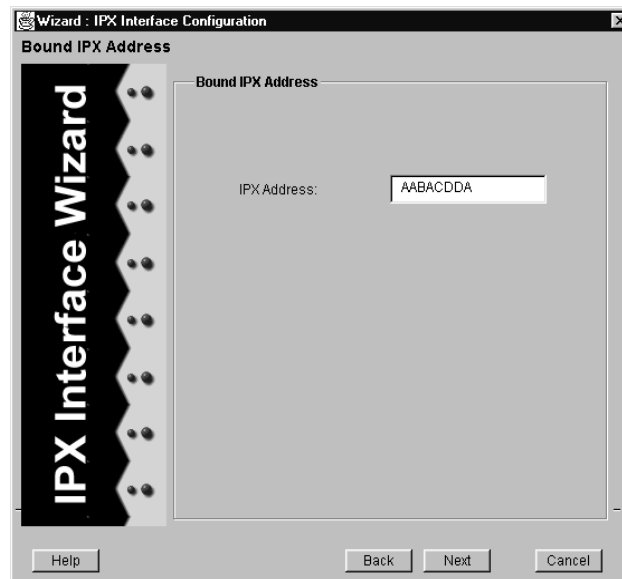 Wizard : IPX Interface Configuration
Bound IPX Address
IPX Interface Wizard
Bound IPX Address
IPX Address:
AABACDDA
Help
Back
Next
Cancel